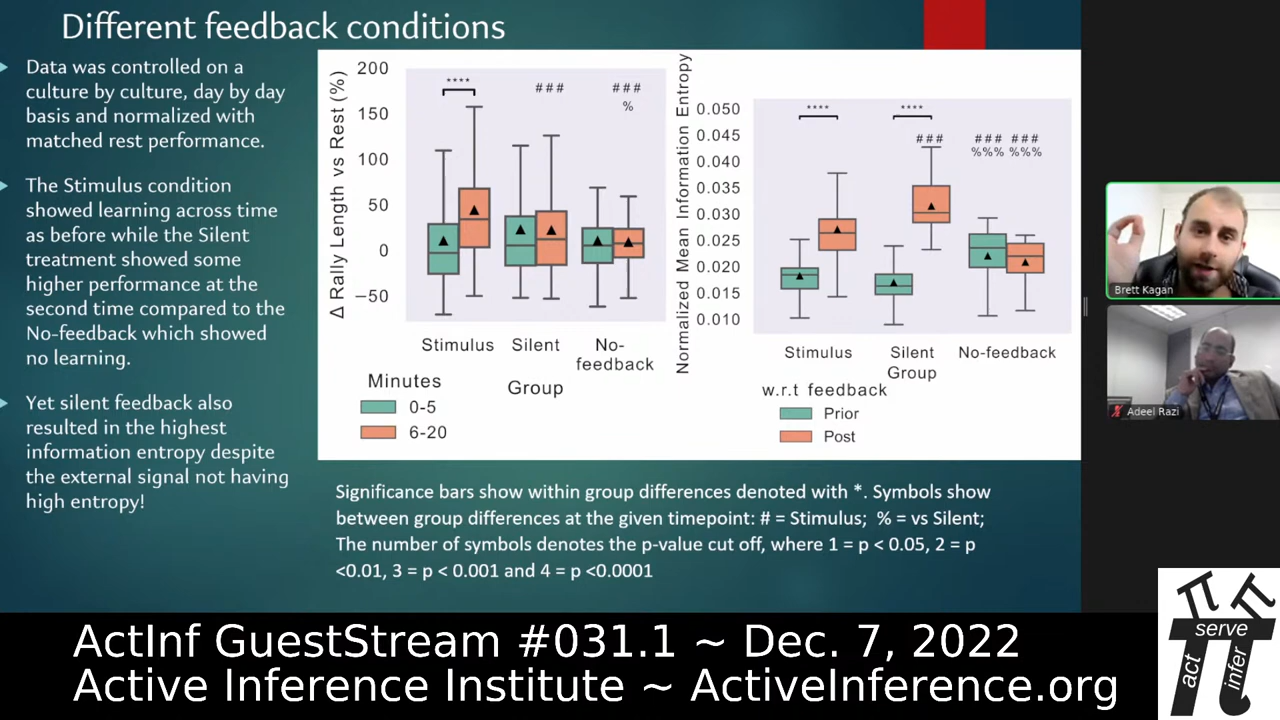 Different feedback conditions
Data was controlled on a
culture by culture, day by day
basis and normalized with
matched rest performance.
The Stimulus condition
showed learning across time
as before while the Silent
treatment showed some
higher performance at the
second time compared to the
No-feedback which showed
no learning.
Yet silent feedback also
resulted in the highest
information entropy despite
the external signal not having
high entropy!
Δ Rally Length vs Rest (%)
200
150
100
50
0
−50
****
###
###
%
Stimulus
Silent
No-
feedback
Group
Minutes
0-5
6-20
Normalized Mean Information Entropy
0.050
0.045
0.040
0.035
0.030
0.025
0.020
0.015
0.010
****
****
###
### ###
%%% %%%
Stimulus
Silent
No-feedback
Group
w.r.t feedback
Prior
Post
Significance bars show within group differences denoted with *. Symbols show
between group differences at the given timepoint: # = Stimulus; % = vs Silent;
The number of symbols denotes the p-value cut off, where 1 = p < 0.05, 2 = p
<0.01, 3 = p < 0.001 and 4 = p <0.0001
Brett Kagan
Adeel Razi
ActInf GuestStream #031.1 ~ Dec. 7, 2022
Active Inference Institute ~ ActiveInference.org
serve
act
infer